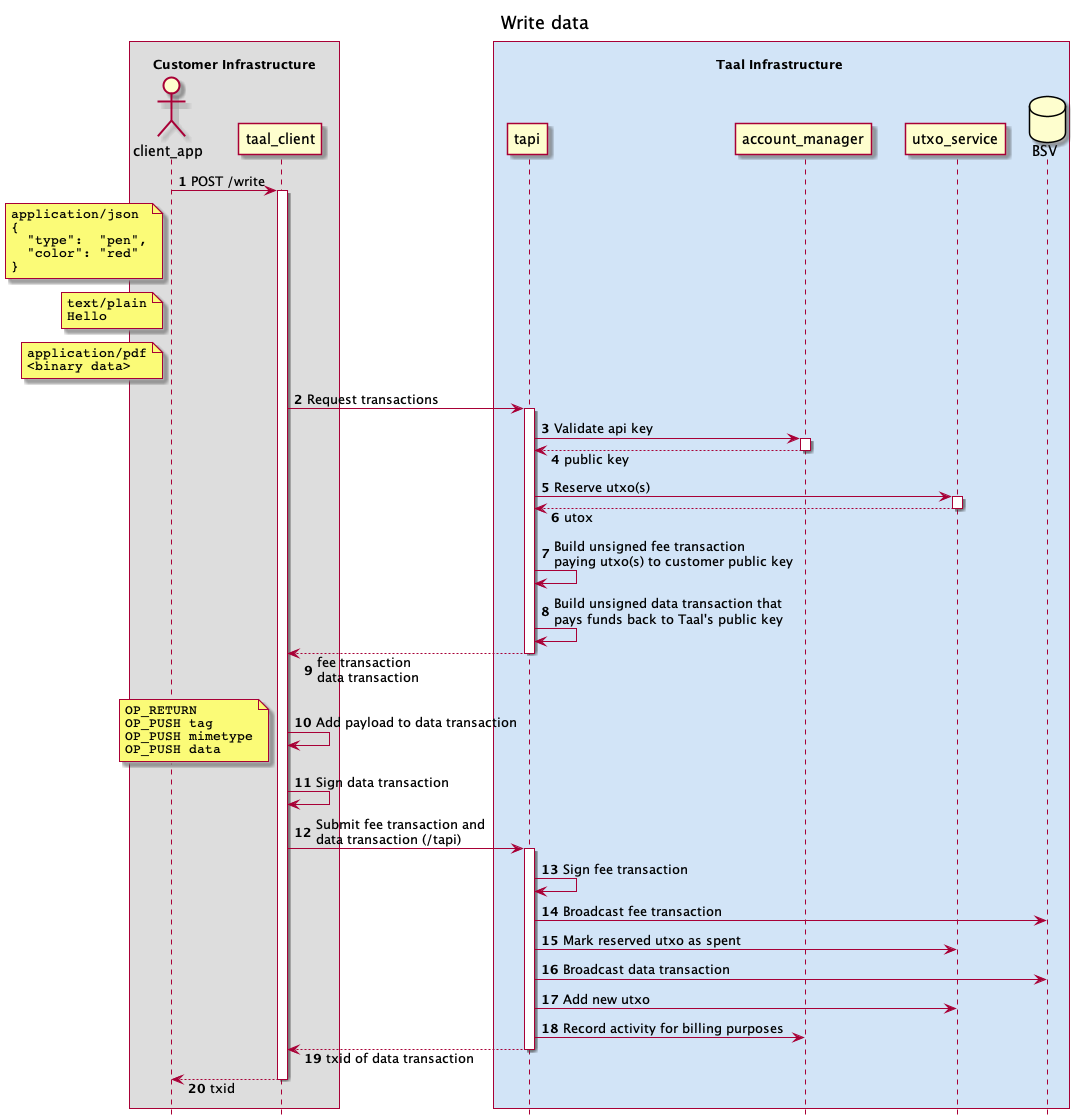 Write data
Customer Infrastructure
Taal Infrastructure
client_app
taal_client
tapi
account_manager
utxo_service
BSV
1 POST /write
application/json
{
  "type":  "pen",
  "color": "red"
}
text/plain
Hello
application/pdf
<binary data>
2 Request transactions
3 Validate api key
4 public key
5 Reserve utxo(s)
6 utox
7 Build unsigned fee transaction
paying utxo(s) to customer public key
8 Build unsigned data transaction that
pays funds back to Taal's public key
9 fee transaction
data transaction
OP_RETURN
OP_PUSH tag
OP_PUSH mimetype
OP_PUSH data
10 Add payload to data transaction
11 Sign data transaction
12 Submit fee transaction and
data transaction (/tapi)
13 Sign fee transaction
14 Broadcast fee transaction
15 Mark reserved utxo as spent
16 Broadcast data transaction
17 Add new utxo
18 Record activity for billing purposes
19 txid of data transaction
20 txid